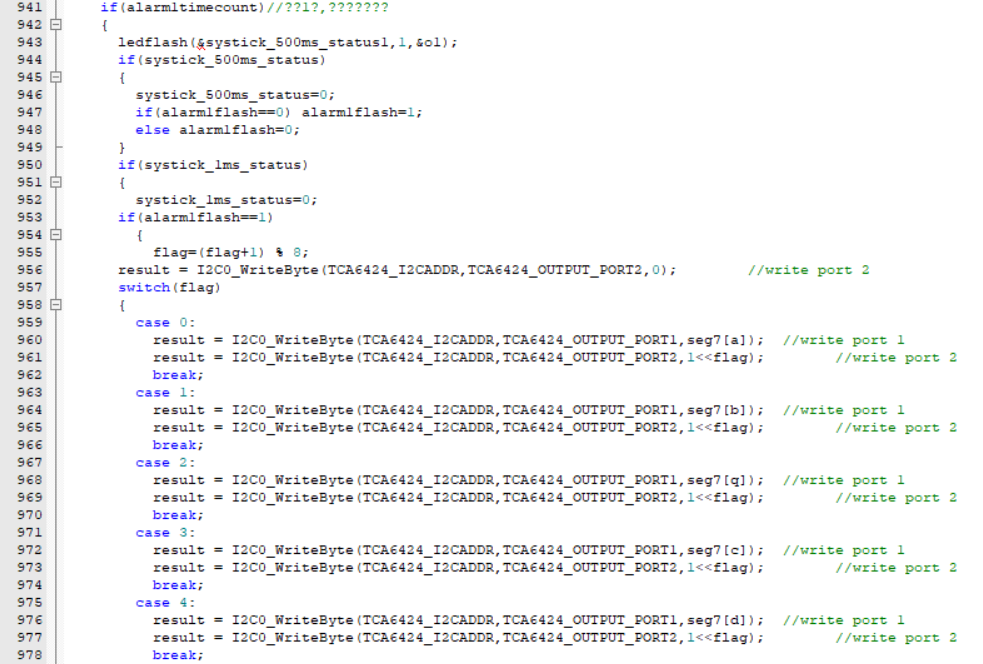 941 if(alarm1timecount)//??1?,???????
942 {
943 ledflash(&systick_500ms_status1,1,&o1);
944 if(systick_500ms_status)
945 {
946 systick_500ms_status=0;
947 if(alarm1flash==0) alarm1flash=1;
948 else alarm1flash=0;
949 }
950 if(systick_1ms_status)
951 {
952 systick_1ms_status=0;
953 if(alarm1flash==1)
954 {
955 flag=(flag+1) % 8;
956 result = I2C0_WriteByte(TCA6424_I2CADDR,TCA6424_OUTPUT_PORT2,0); //write port 2
957 switch(flag)
958 {
959 case 0:
960 result = I2C0_WriteByte(TCA6424_I2CADDR,TCA6424_OUTPUT_PORT1,seg7[a]); //write port 1
961 result = I2C0_WriteByte(TCA6424_I2CADDR,TCA6424_OUTPUT_PORT2,1<<flag); //write port 2
962 break;
963 case 1:
964 result = I2C0_WriteByte(TCA6424_I2CADDR,TCA6424_OUTPUT_PORT1,seg7[b]); //write port 1
965 result = I2C0_WriteByte(TCA6424_I2CADDR,TCA6424_OUTPUT_PORT2,1<<flag); //write port 2
966 break;
967 case 2:
968 result = I2C0_WriteByte(TCA6424_I2CADDR,TCA6424_OUTPUT_PORT1,seg7[q]); //write port 1
969 result = I2C0_WriteByte(TCA6424_I2CADDR,TCA6424_OUTPUT_PORT2,1<<flag); //write port 2
970 break;
971 case 3:
972 result = I2C0_WriteByte(TCA6424_I2CADDR,TCA6424_OUTPUT_PORT1,seg7[c]); //write port 1
973 result = I2C0_WriteByte(TCA6424_I2CADDR,TCA6424_OUTPUT_PORT2,1<<flag); //write port 2
974 break;
975 case 4:
976 result = I2C0_WriteByte(TCA6424_I2CADDR,TCA6424_OUTPUT_PORT1,seg7[d]); //write port 1
977 result = I2C0_WriteByte(TCA6424_I2CADDR,TCA6424_OUTPUT_PORT2,1<<flag); //write port 2
978 break;